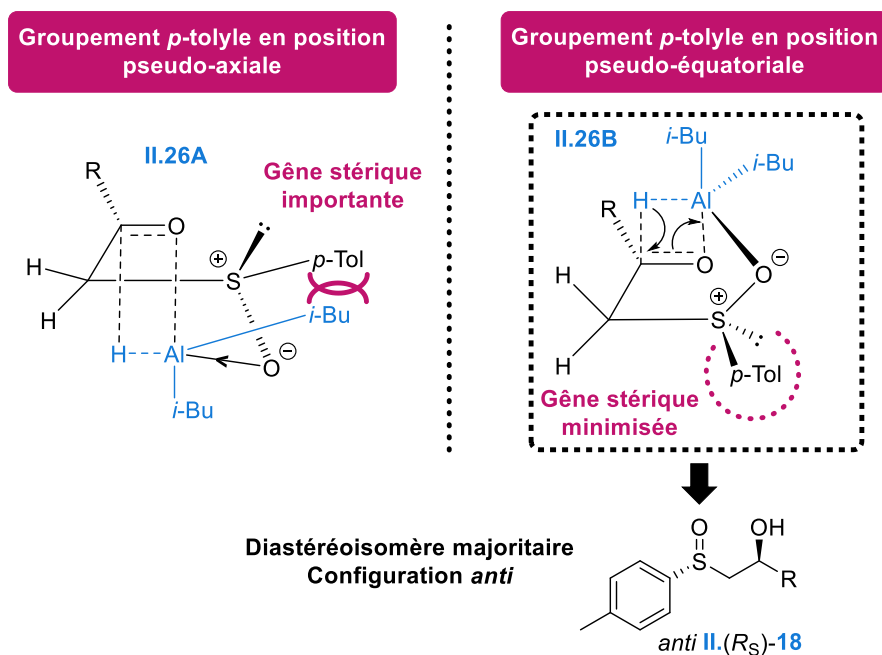 Groupement p-tolyle en position
pseudo-axiale
Groupement p-tolyle en position
pseudo-équatoriale
II.26A
R
O
Gêne stérique
importante
H
H
S
⊕
p-Tol
i-Bu
H
Al
O
⊖
i-Bu
II.26B
i-Bu
i-Bu
H
Al
R
O
O
⊖
H
H
⊕
S
p-Tol
Gêne stérique
minimisée
Diastéréoisomère majoritaire
Configuration anti
O
OH
S
R
anti II.(RS)-18